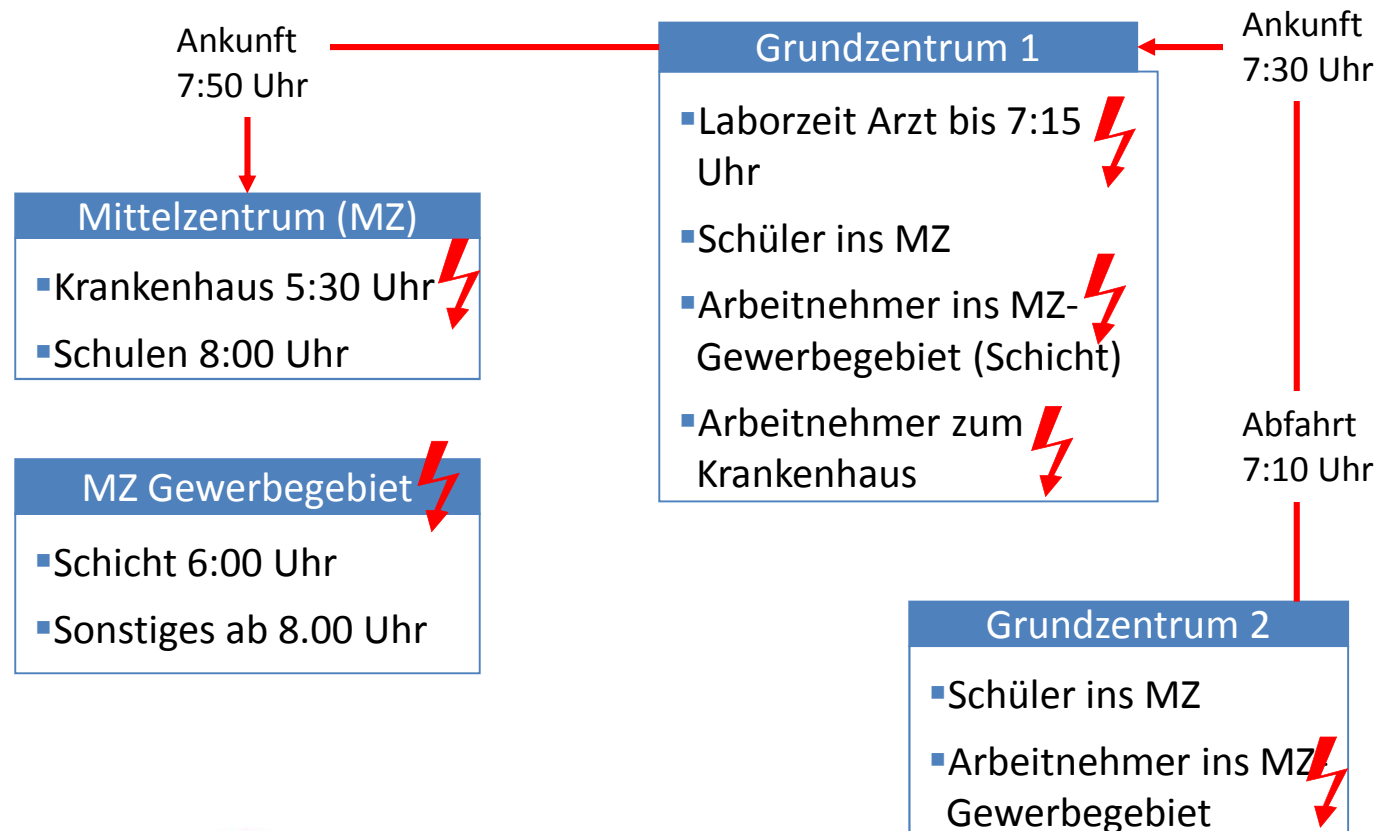 Ankunft
7:50 Uhr
Grundzentrum 1
Ankunft
7:30 Uhr
▪Laborzeit Arzt bis 7:15
Uhr
▪Schüler ins MZ
▪Arbeitnehmer ins MZ-
Gewerbegebiet (Schicht)
▪Arbeitnehmer zum
Krankenhaus
Mittelzentrum (MZ)
▪Krankenhaus 5:30 Uhr
▪Schulen 8:00 Uhr
MZ Gewerbegebiet
▪Schicht 6:00 Uhr
▪Sonstiges ab 8.00 Uhr
Abfahrt
7:10 Uhr
Grundzentrum 2
▪Schüler ins MZ
▪Arbeitnehmer ins MZ-
Gewerbegebiet